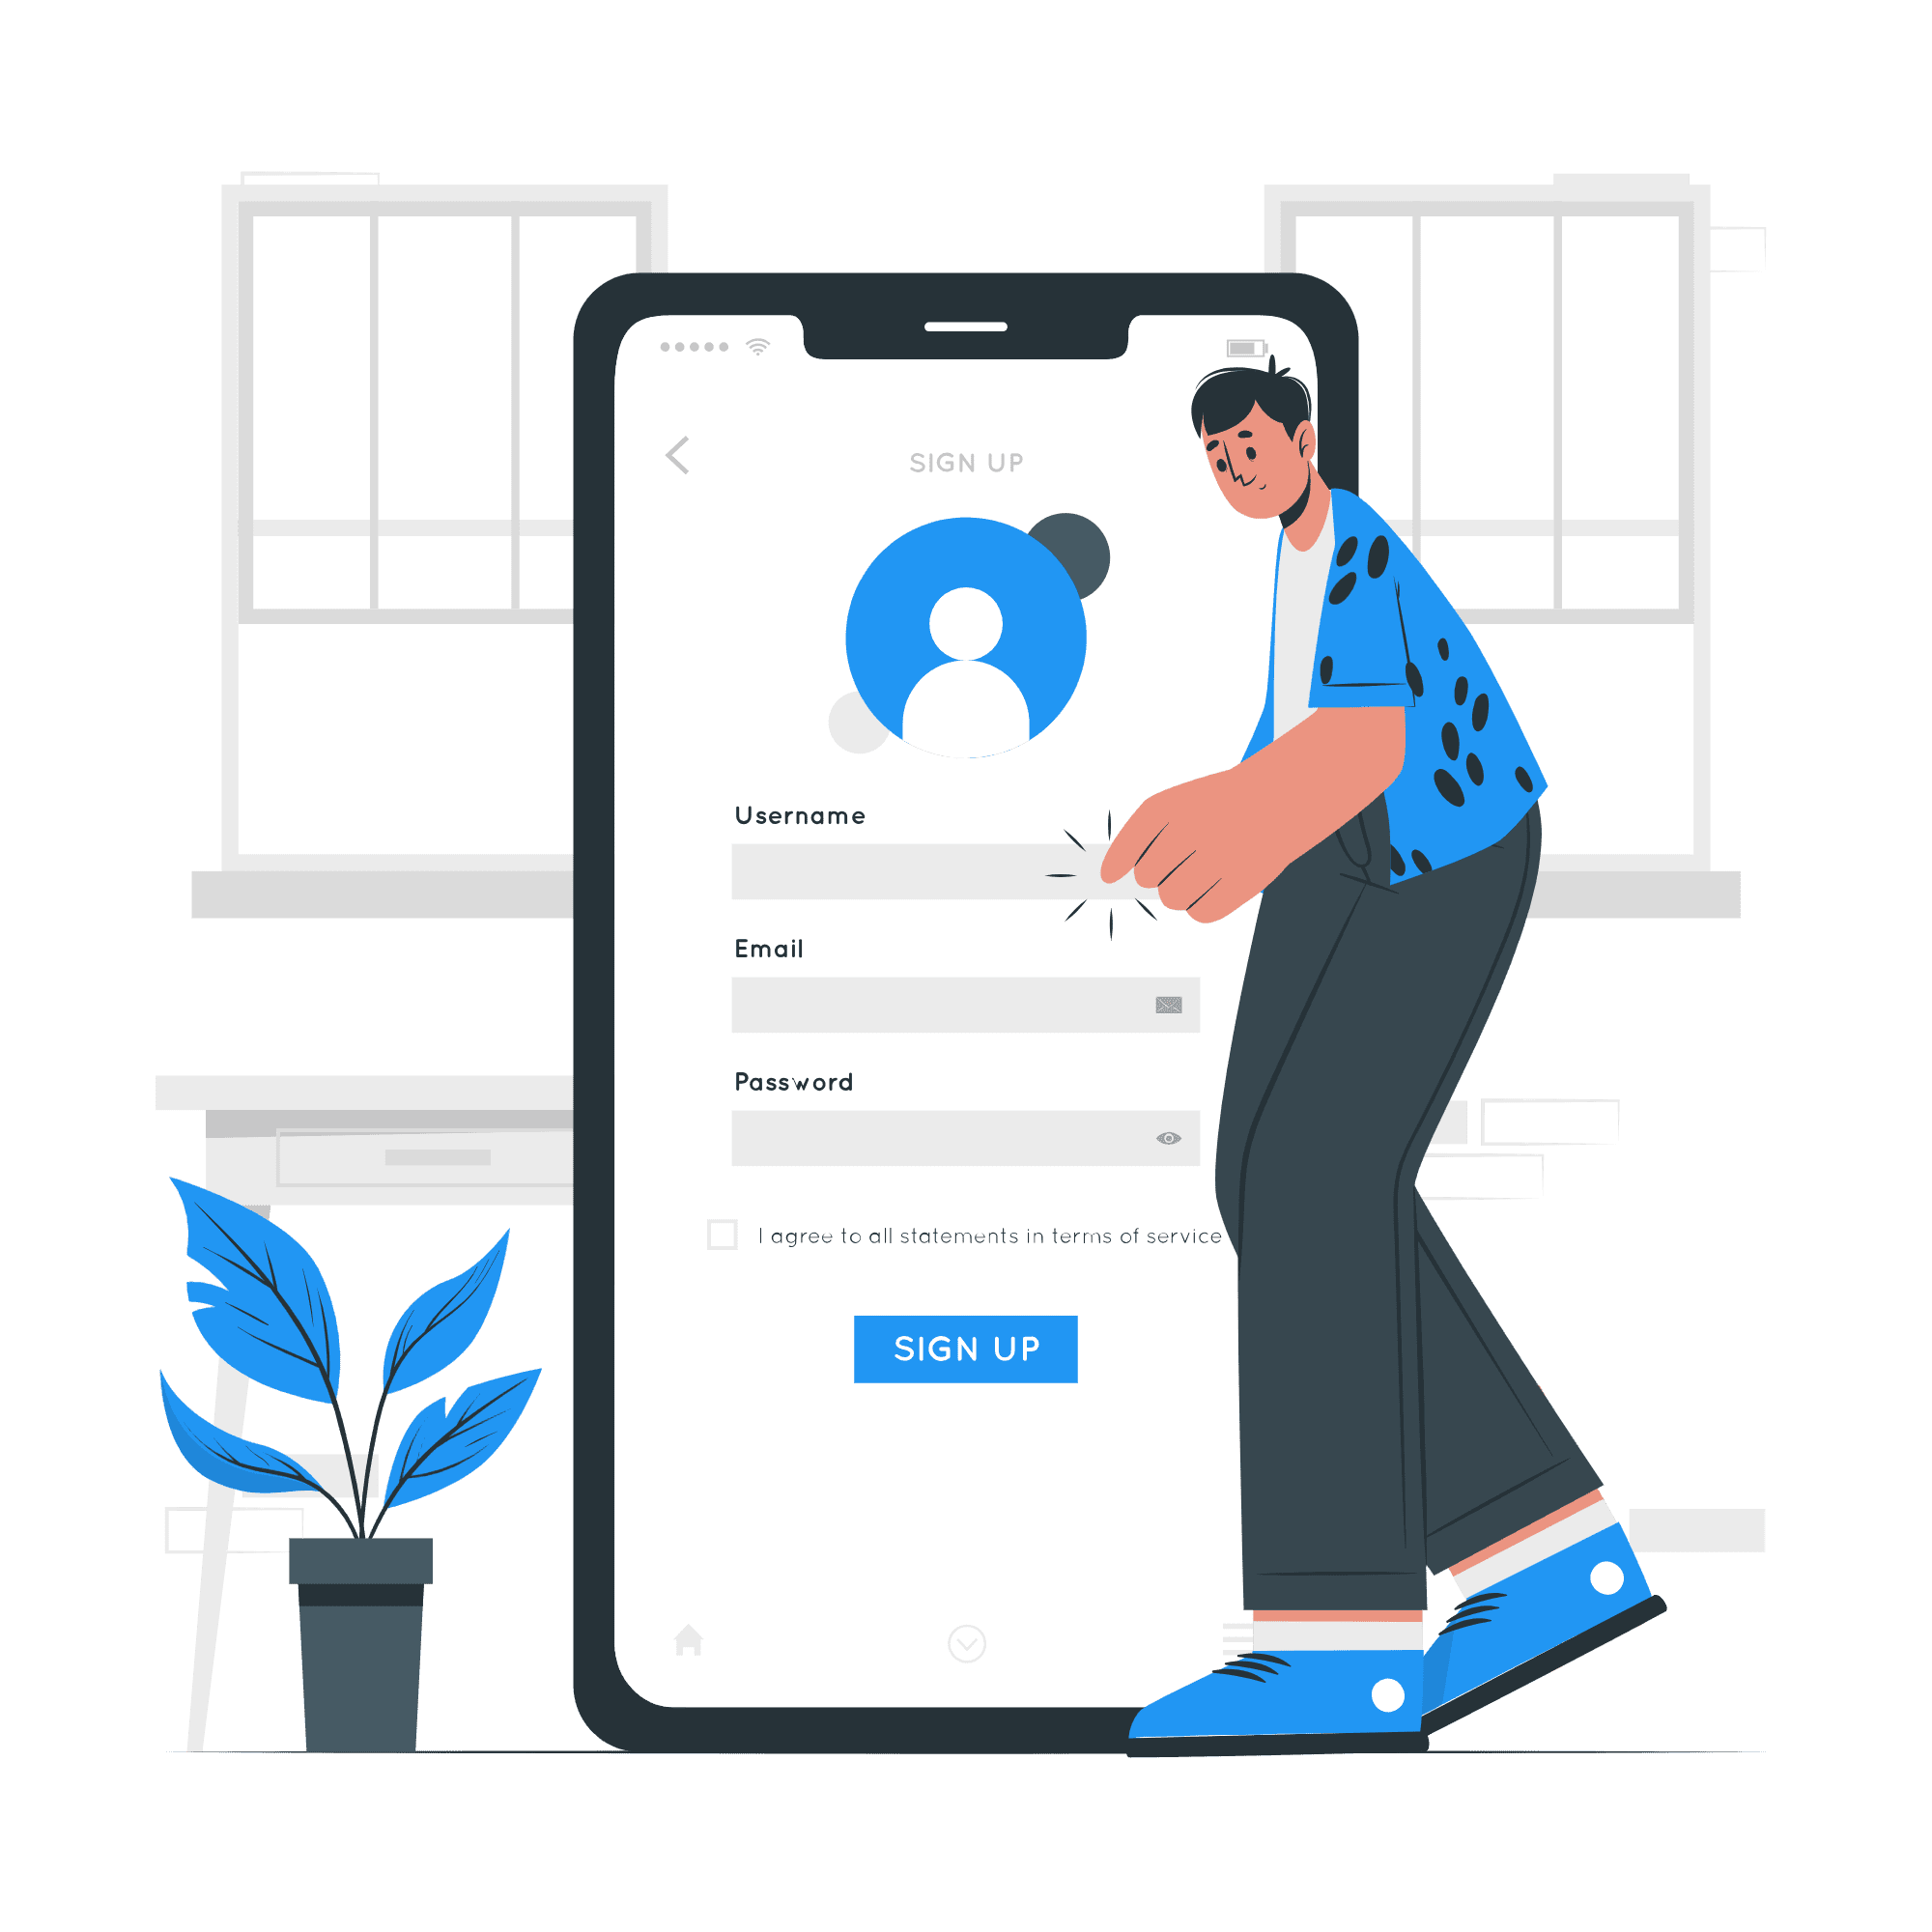 SIGN UP
Username
Email
Password
I agree to all statements in terms of service
SIGN UP